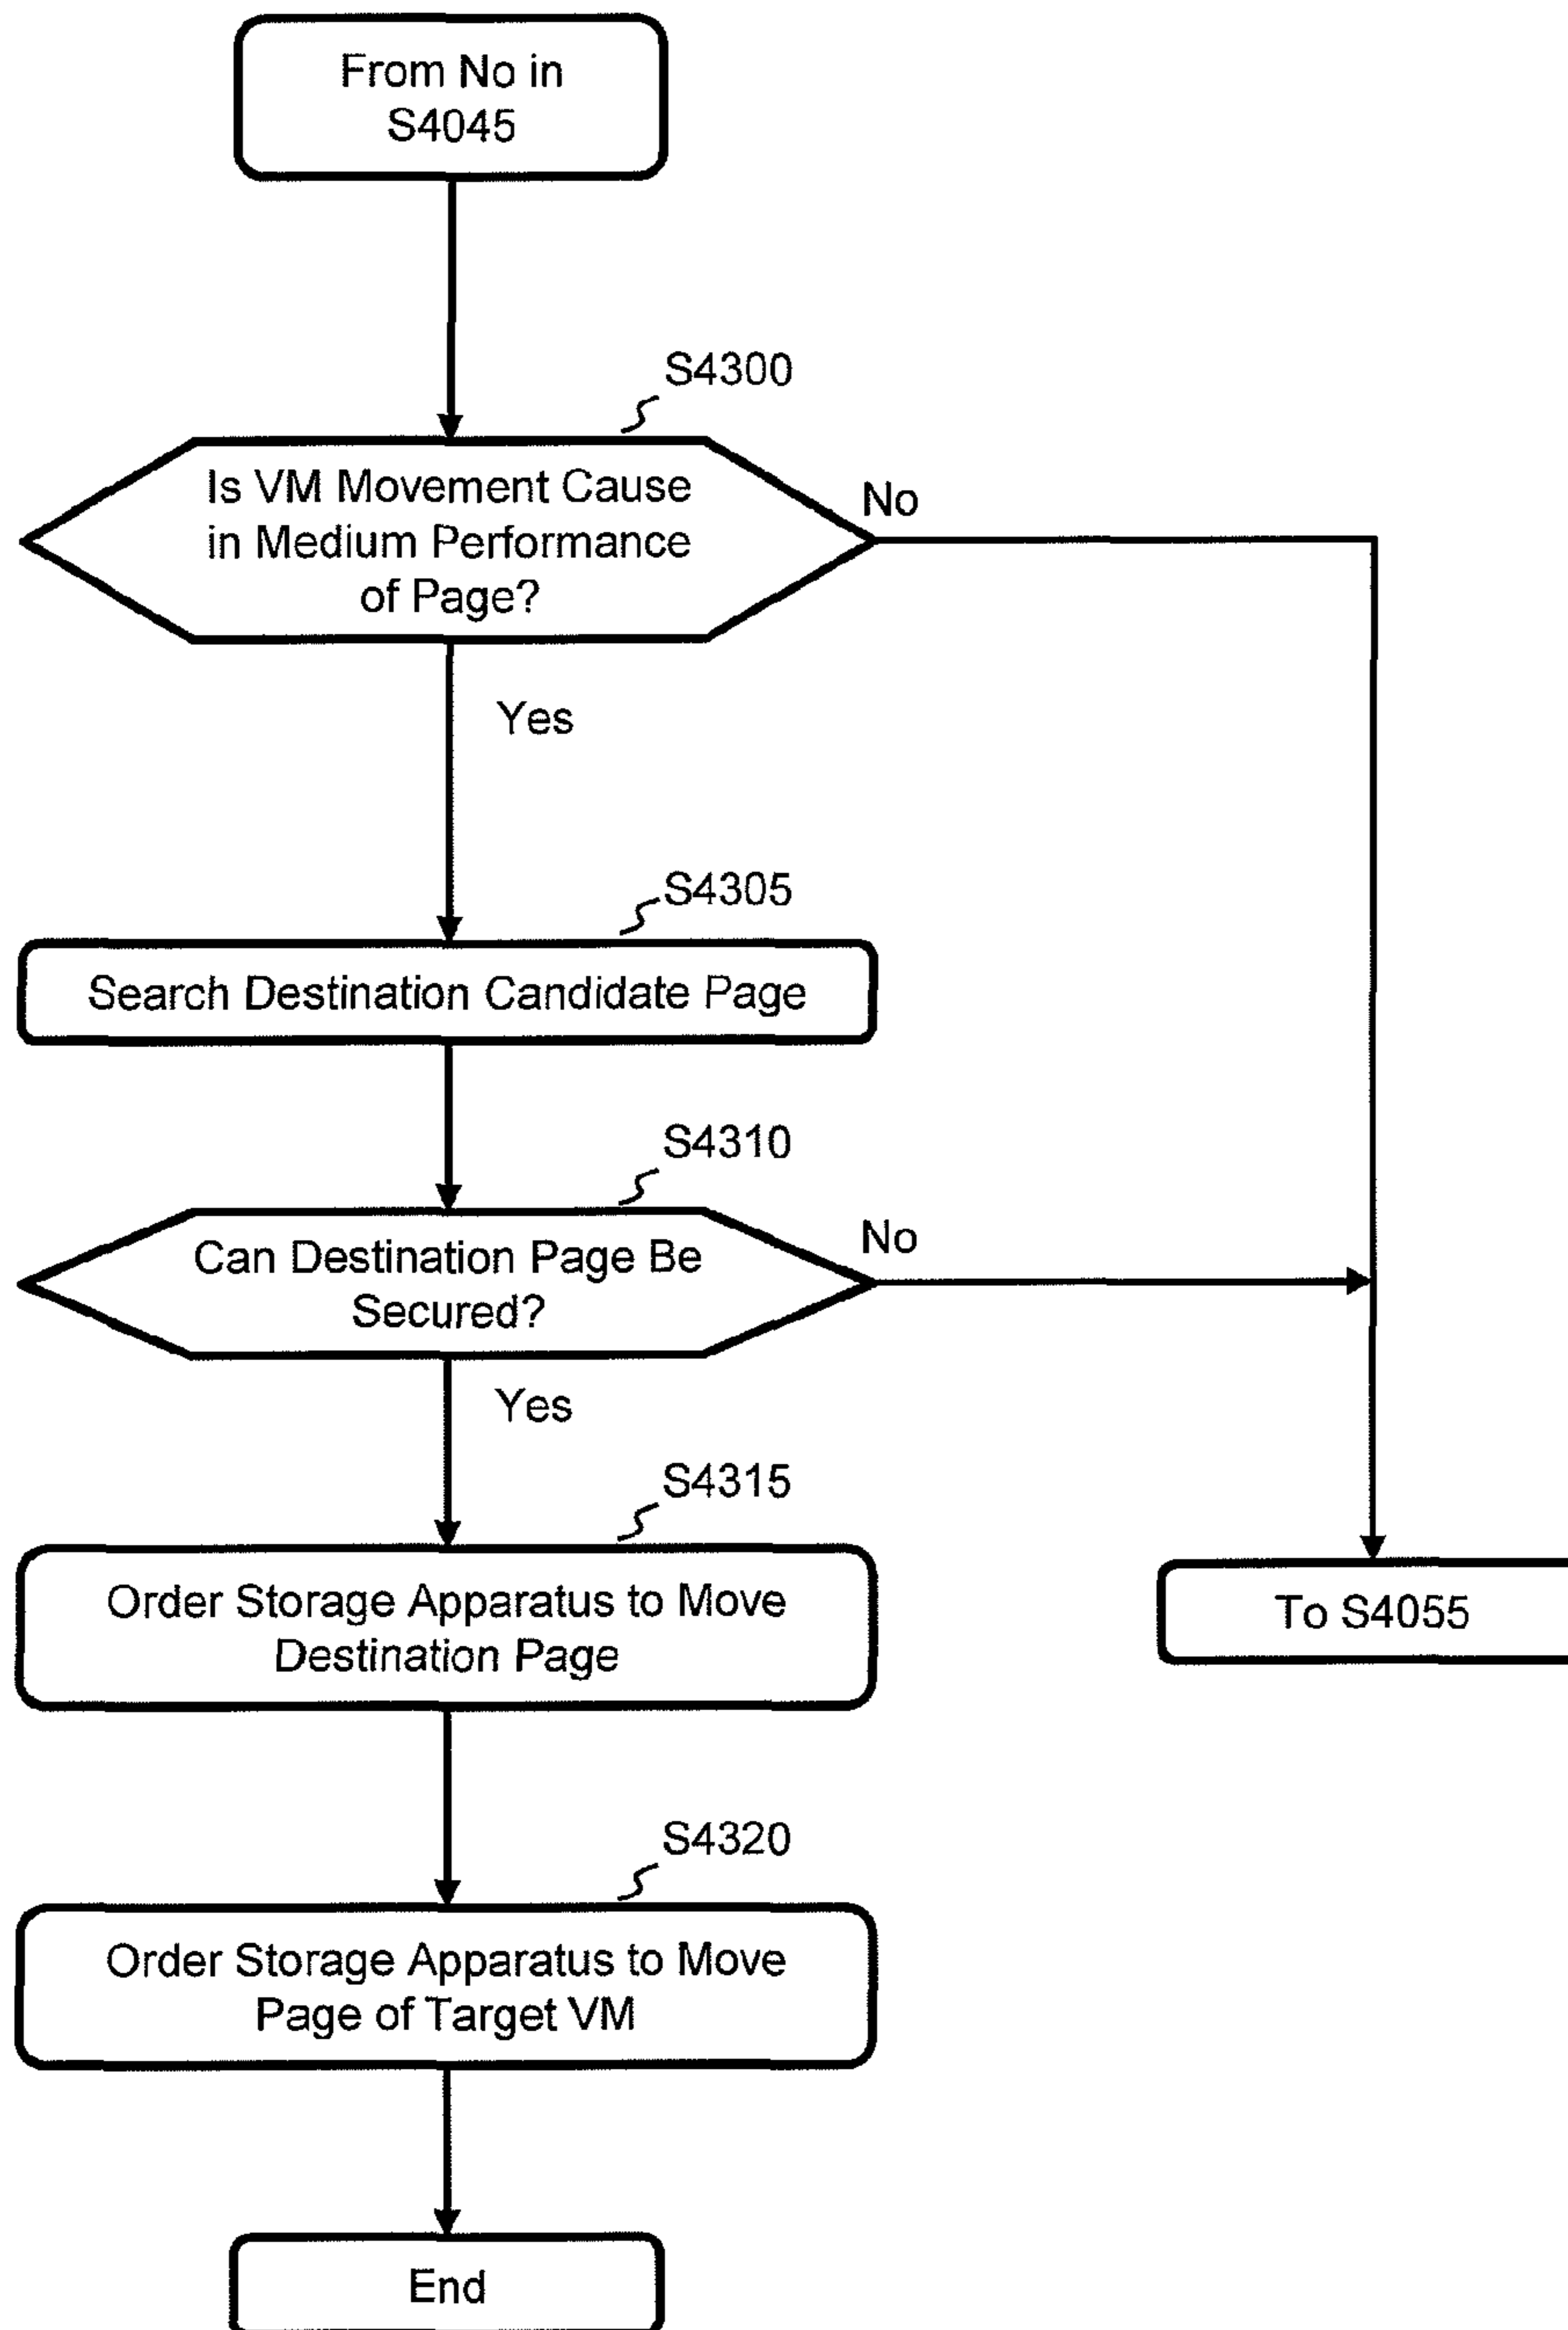 From No in
S4045
S4300
Is VM Movement Cause
in Medium Performance
of Page?
No
Yes
S4305
Search Destination Candidate Page
S4310
Can Destination Page Be
Secured?
No
Yes
S4315
Order Storage Apparatus to Move
Destination Page
To S4055
S4320
Order Storage Apparatus to Move
Page of Target VM
End